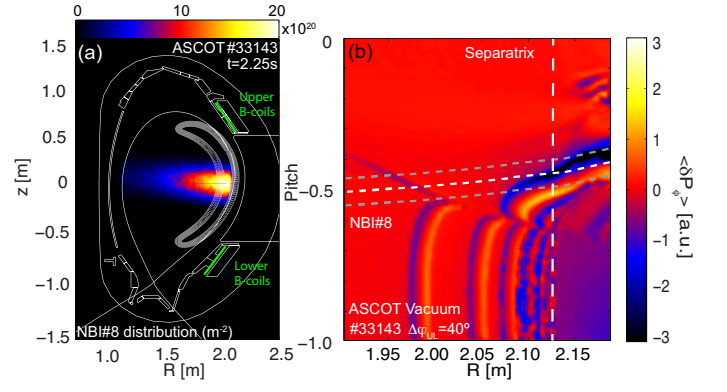 0 10 20
x10²⁰
(a) ASCOT #33143
t=2.25s
Upper
B-coils
Lower
B-coils
NBI#8 distribution (m⁻²)
1.5
1.0
0.5
0
−0.5
−1.0
−1.5
z [m]
1.0 1.5 2.0 2.5
R [m]
(b) Separatrix
NBI#8
ASCOT Vacuum
#33143 Δφ_UL=40º
0
−0.5
−1.0
Pitch
1.95 2.00 2.05 2.10 2.15
R [m]
3
2
1
0
−1
−2
−3
<δP_ϕ> [a.u.]